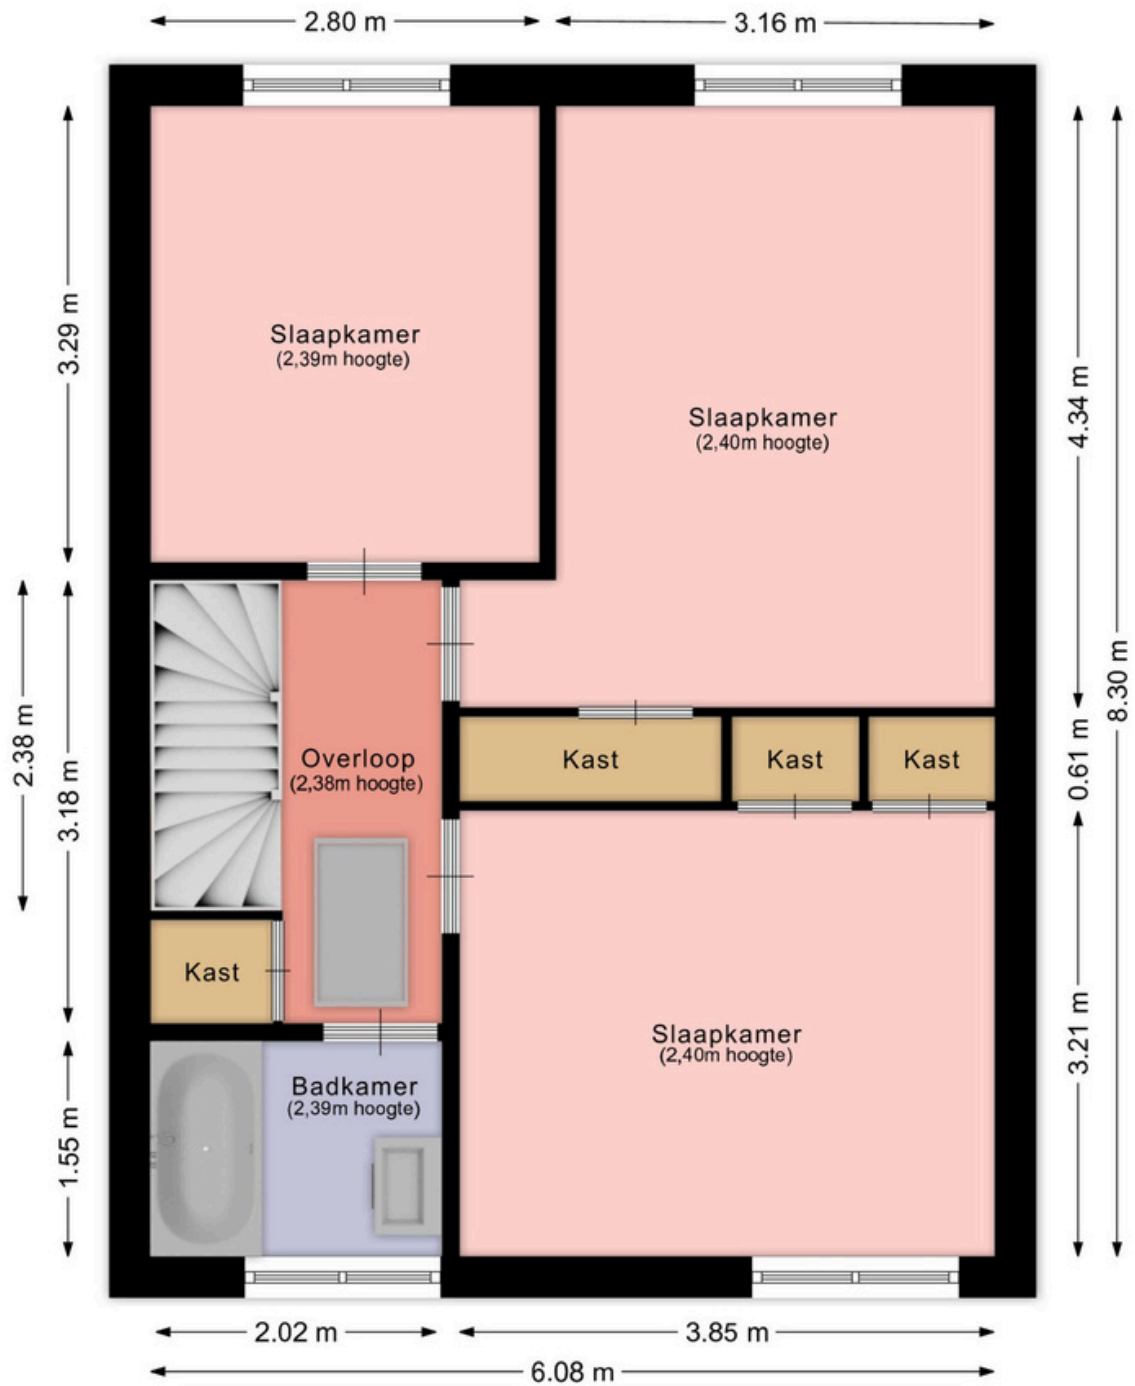 2.80 m
3.16 m
3.29 m
Slaapkamer
(2,39m hoogte)
Slaapkamer
(2,40m hoogte)
4.34 m
8.30 m
2.38 m
3.18 m
Overloop
(2,38m hoogte)
Kast
Kast
Kast
0.61 m
Kast
Slaapkamer
(2,40m hoogte)
3.21 m
Badkamer
(2,39m hoogte)
1.55 m
2.02 m
3.85 m
6.08 m